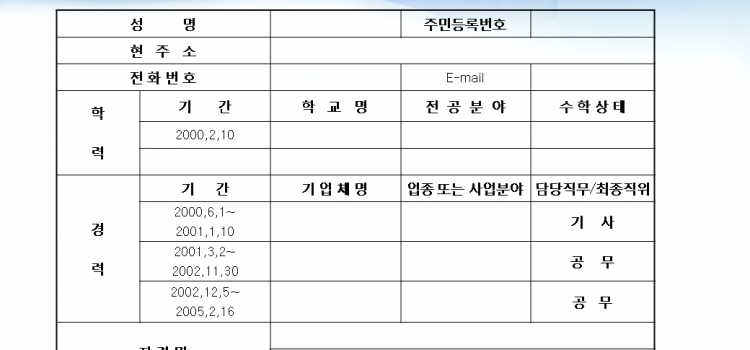 성 명 주민등록번호
현 주 소
전화번호 E-mail
학 력
기 간 학 교 명 전 공 분 야 수학상태
2000,2,10
경 력
기 간 기업체명 업종 또는 사업분야 담당직무/최종직위
2000,6,1~
2001,1,10
기 사
2001,3,2~
2002,11,30
공 무
2002,12,5~
2005,2,16
공 무